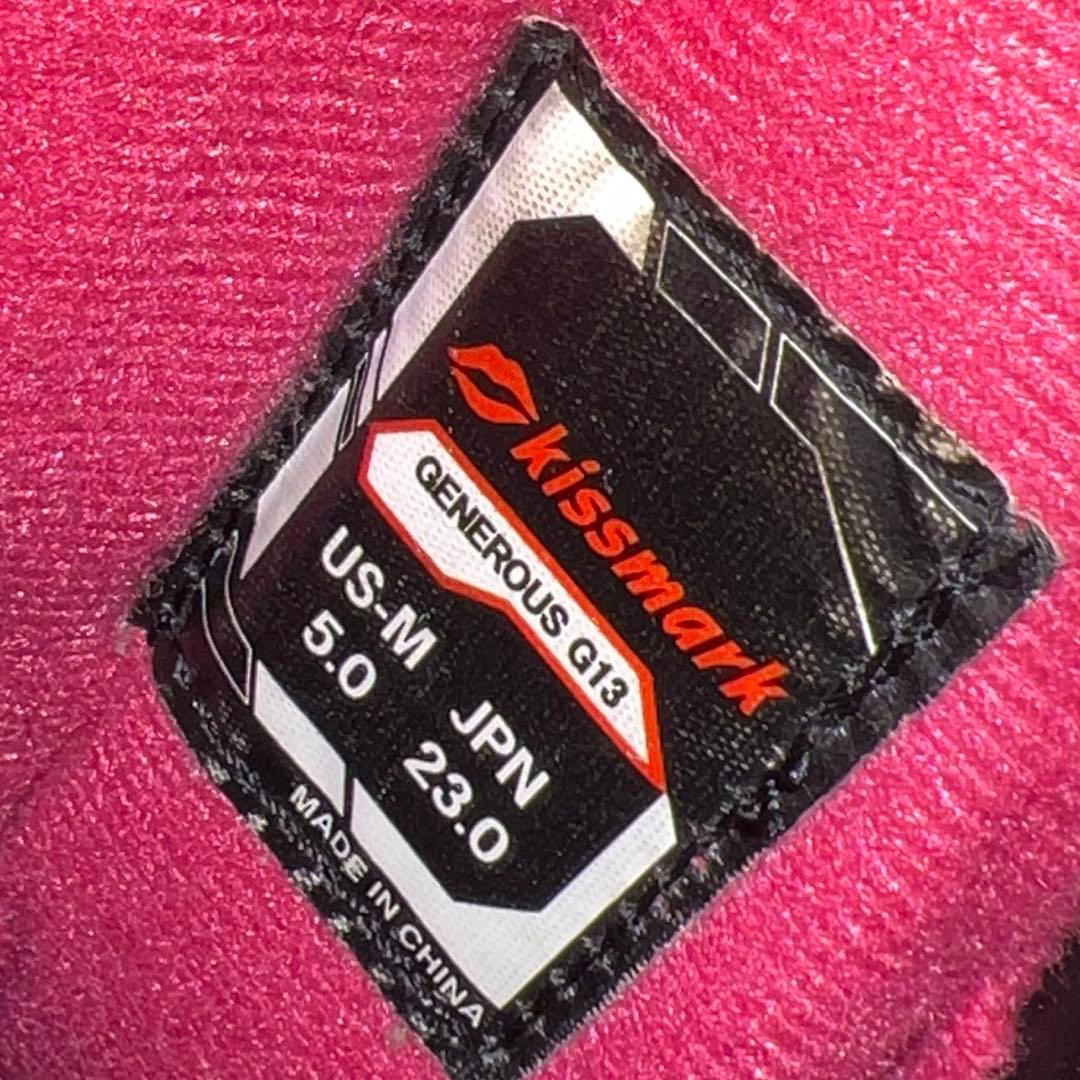 kissmark
GENEROUS G13
US-M JPN
5.0 23.0
MADE IN CHINA